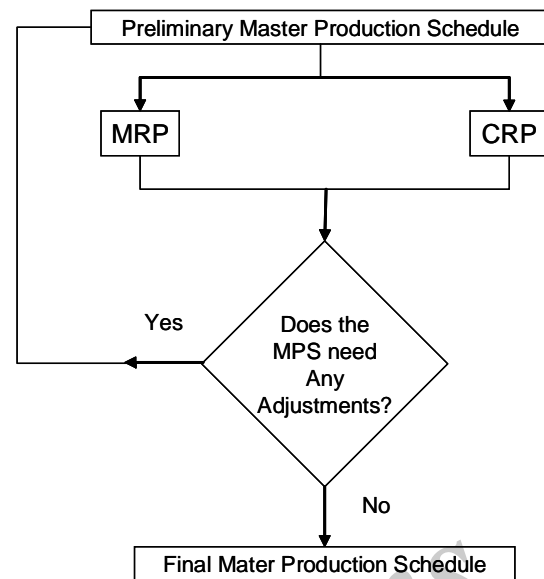 Preliminary Master Production Schedule
MRP
CRP
Yes
Does the
MPS need
Any
Adjustments?
No
Final Mater Production Schedule